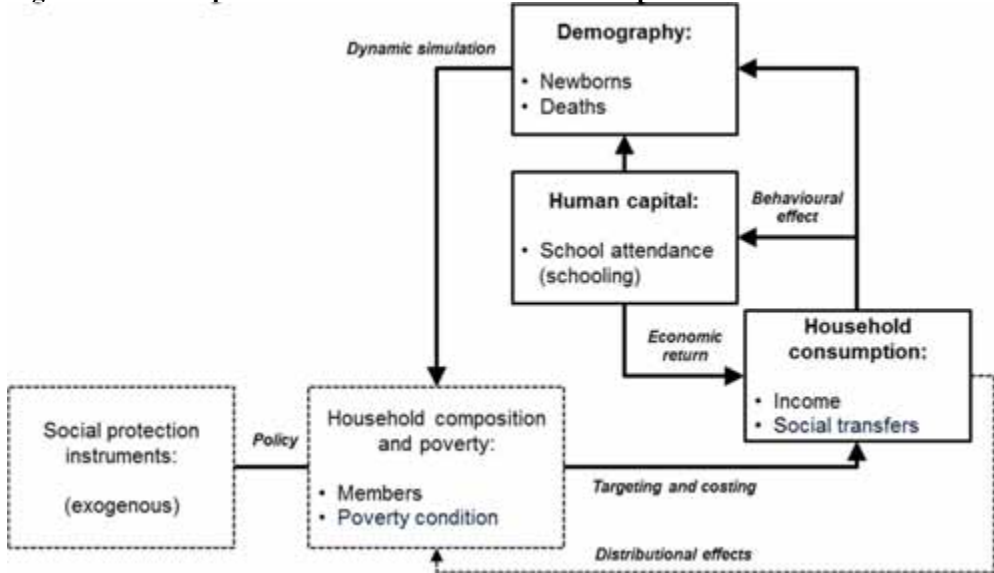 Demography:
• Newborns
• Deaths
Dynamic simulation
Human capital:
• School attendance
(schooling)
Behavioural
effect
Economic
return
Household
consumption:
• Income
• Social transfers
Social protection
instruments:
(exogenous)
Policy
Household composition
and poverty:
• Members
• Poverty condition
Targeting and costing
Distributional effects